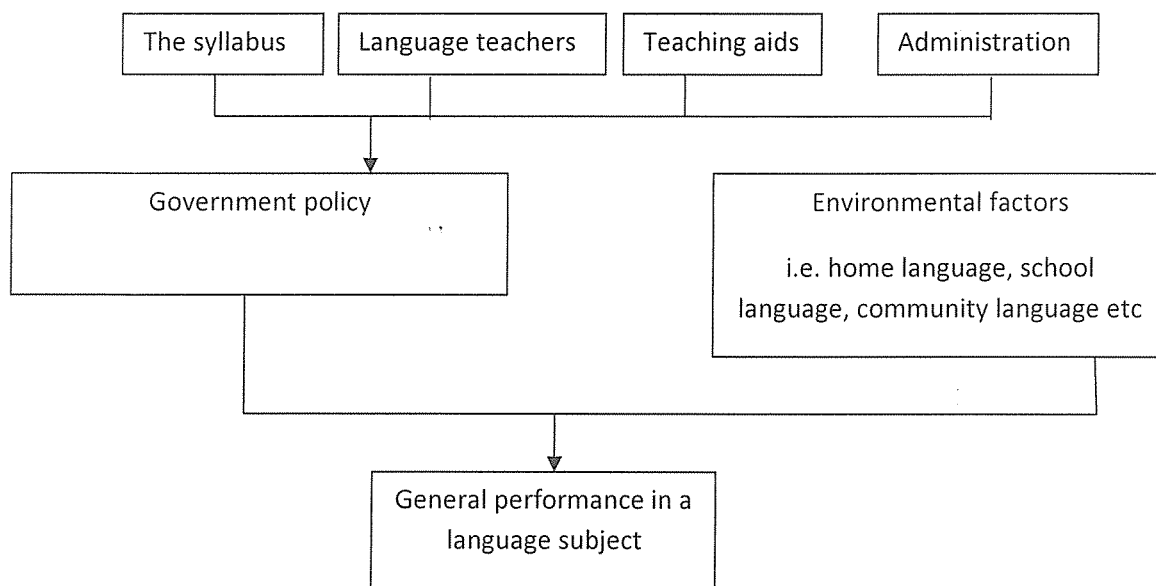 The syllabus
Language teachers
Teaching aids
Administration
Government policy
Environmental factors
i.e. home language, school
language, community language etc
General performance in a
language subject